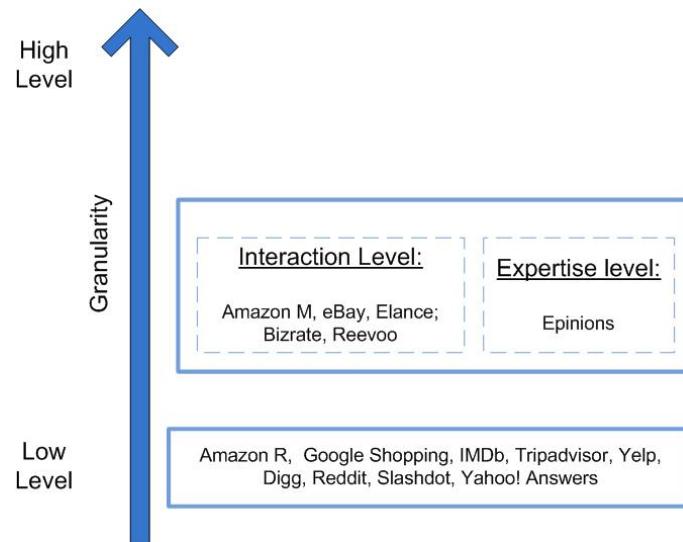 High
Level
Granularity
Interaction Level:
Amazon M, eBay, Elance;
Bizrate, Reevoo
Expertise level:
Epinions
Low
Level
Amazon R, Google Shopping, IMDb, Tripadvisor, Yelp,
Digg, Reddit, Slashdot, Yahoo! Answers